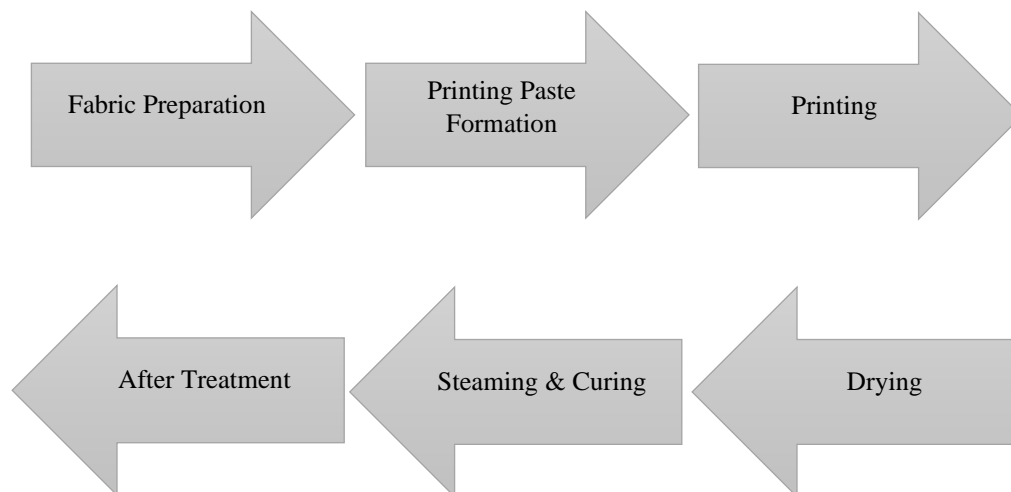 Fabric Preparation
Printing Paste
Formation
Printing
Drying
Steaming & Curing
After Treatment